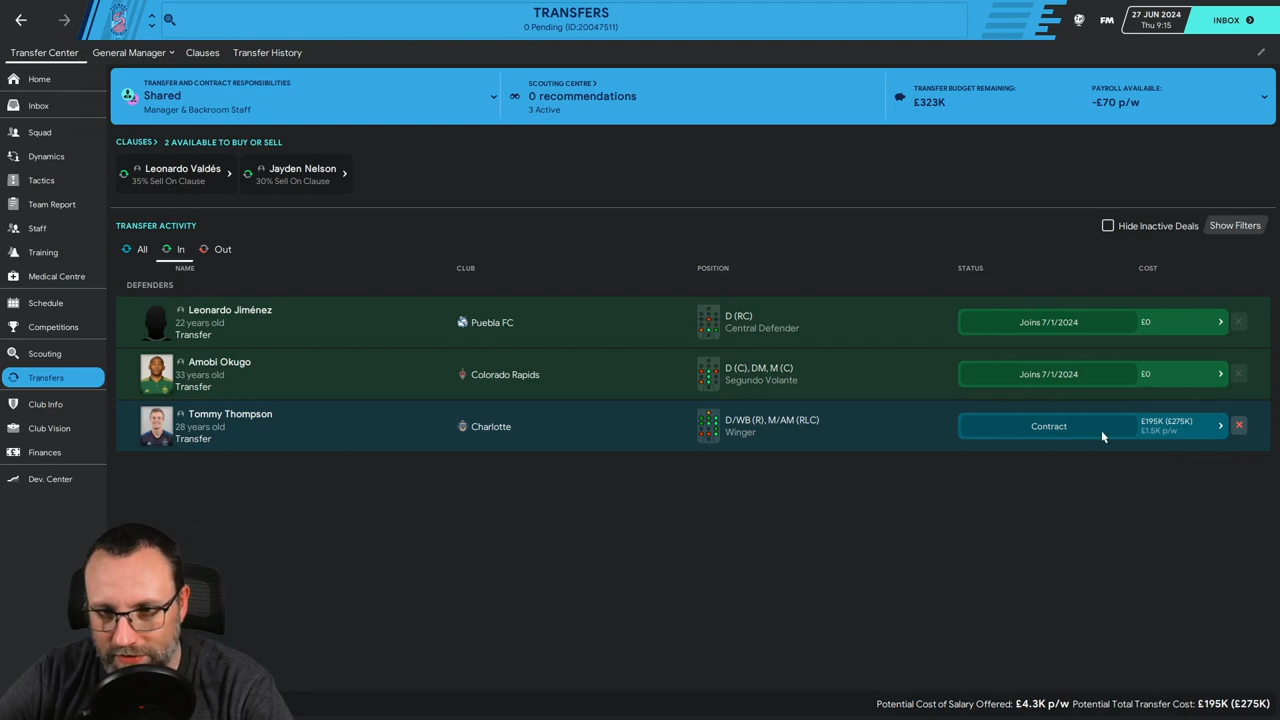 TRANSFERS
0 Pending (ID:20047511)
FM
27 JUN 2024
Thu 9:15
INBOX
Transfer Center
General Manager
Clauses
Transfer History
Home
Inbox
Squad
Dynamics
Tactics
Team Report
Staff
Training
Medical Centre
Schedule
Competitions
Scouting
Transfers
Club Info
Club Vision
Finances
Dev. Center
TRANSFER AND CONTRACT RESPONSIBILITIES
Shared
Manager & Backroom Staff
SCOUTING CENTRE >
0 recommendations
3 Active
TRANSFER BUDGET REMAINING:
£323K
PAYROLL AVAILABLE:
-£70 p/w
CLAUSES > 2 AVAILABLE TO BUY OR SELL
Leonardo Valdés
35% Sell On Clause
Jayden Nelson
30% Sell On Clause
TRANSFER ACTIVITY
Hide Inactive Deals
Show Filters
All
In
Out
NAME CLUB POSITION STATUS COST
DEFENDERS
Leonardo Jiménez
22 years old
Transfer
Puebla FC
D (RC)
Central Defender
Joins 7/1/2024 £0
Amobi Okugo
33 years old
Transfer
Colorado Rapids
D (C), DM, M (C)
Segundo Volante
Joins 7/1/2024 £0
Tommy Thompson
28 years old
Transfer
Charlotte
D/WB (R), M/AM (RLC)
Winger
Contract
£195K (£275K)
£1.5K p/w
Potential Cost of Salary Offered: £4.3K p/w Potential Total Transfer Cost: £195K (£275K)